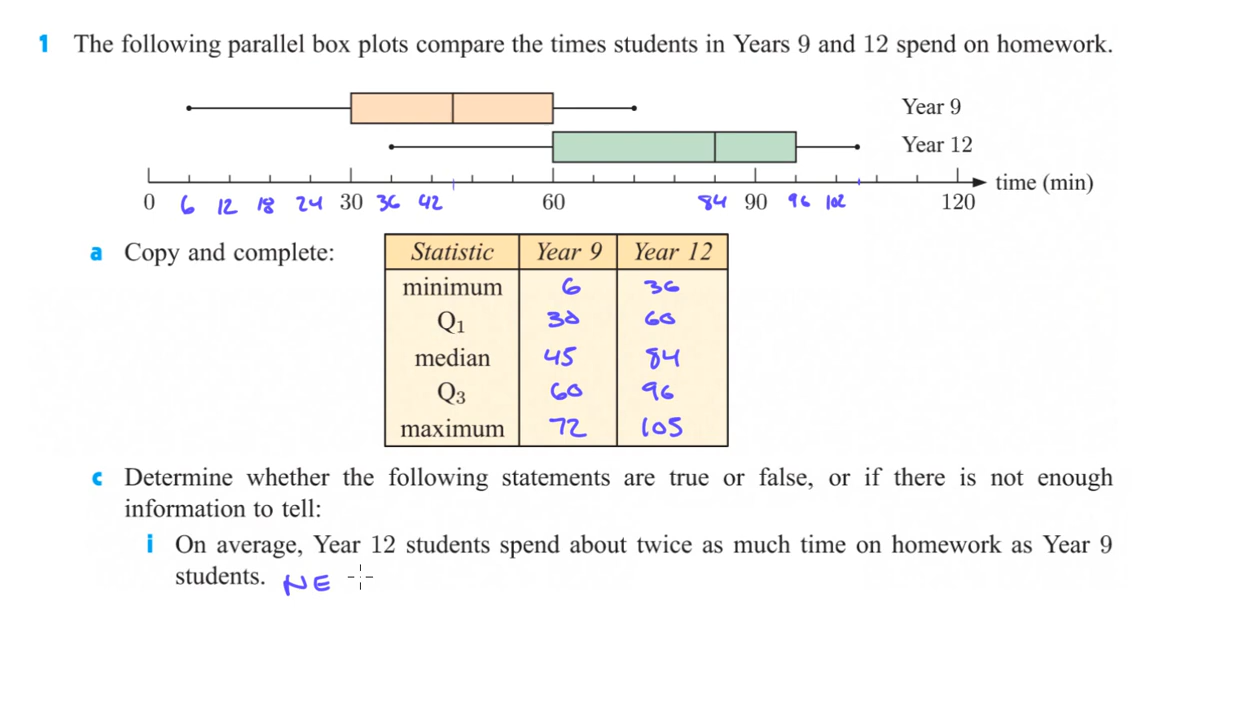 1 The following parallel box plots compare the times students in Years 9 and 12 spend on homework.
Year 9
Year 12
time (min)
0 6 12 18 24 30 36 42 60 84 90 96 102 120
a Copy and complete:
Statistic Year 9 Year 12
minimum 6 36
Q₁ 30 60
median 45 84
Q₃ 60 96
maximum 72 105
c Determine whether the following statements are true or false, or if there is not enough
information to tell:
i On average, Year 12 students spend about twice as much time on homework as Year 9
students. NE